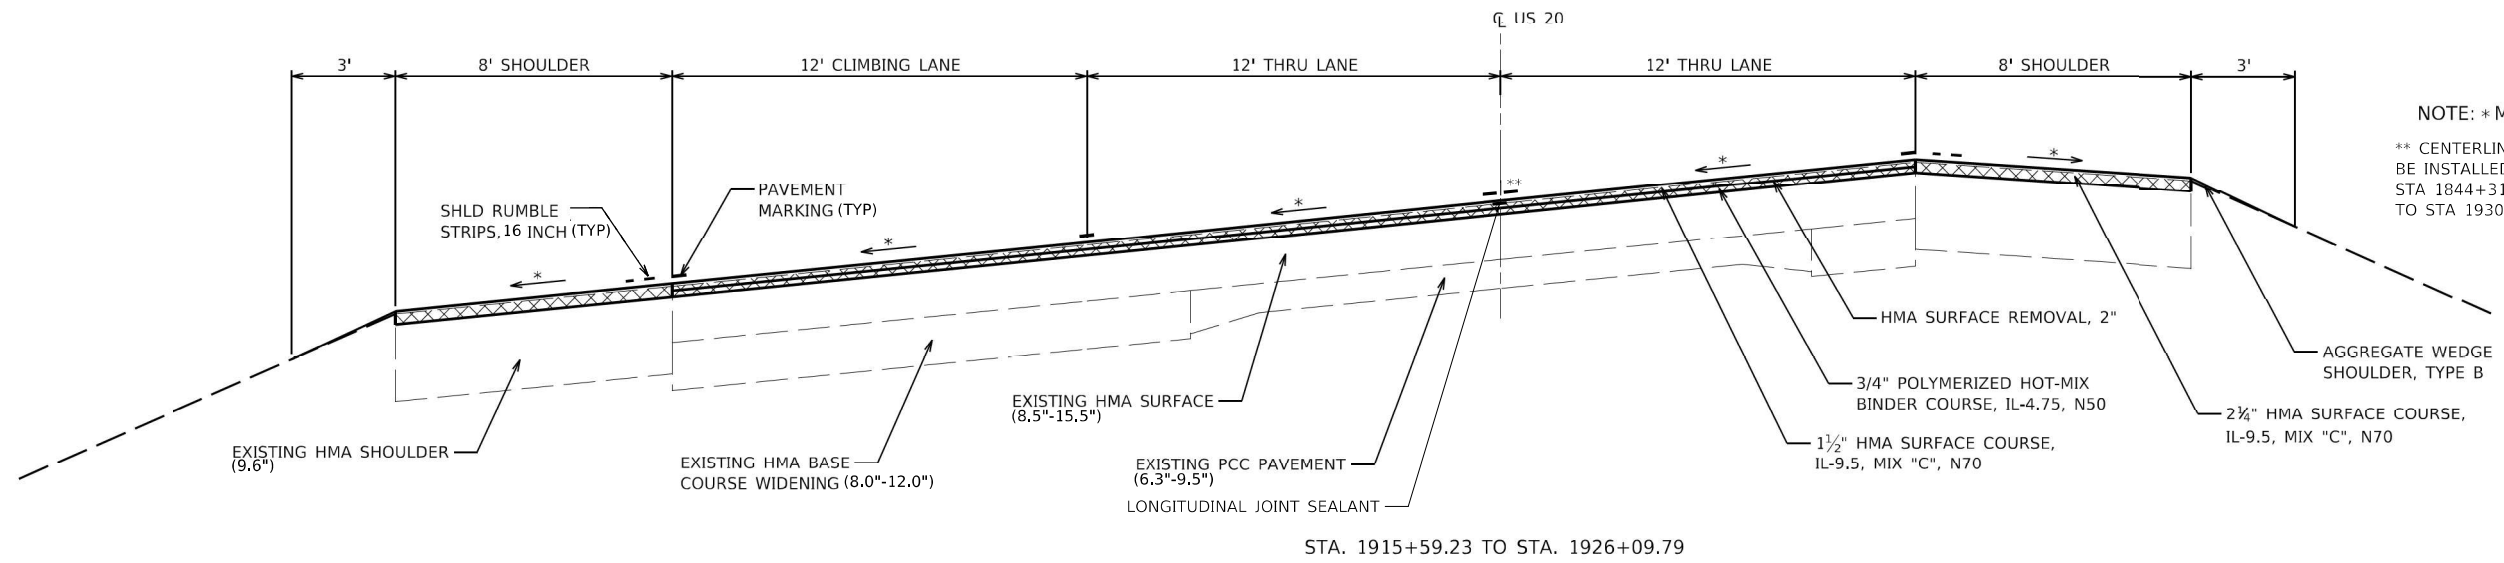 ℄ US 20
3'
8' SHOULDER
12' CLIMBING LANE
12' THRU LANE
12' THRU LANE
8' SHOULDER
3'
NOTE: * M
** CENTERLIN
BE INSTALLED
STA 1844+31
TO STA 1930
SHLD RUMBLE
STRIPS, 16 INCH (TYP)
PAVEMENT
MARKING (TYP)
*
*
*
**
*
*
HMA SURFACE REMOVAL, 2"
AGGREGATE WEDGE
SHOULDER, TYPE B
3/4" POLYMERIZED HOT-MIX
BINDER COURSE, IL-4.75, N50
2¼" HMA SURFACE COURSE,
IL-9.5, MIX "C", N70
1½" HMA SURFACE COURSE,
IL-9.5, MIX "C", N70
EXISTING HMA SURFACE
(8.5"-15.5")
EXISTING HMA SHOULDER
(9.6")
EXISTING HMA BASE
COURSE WIDENING (8.0"-12.0")
EXISTING PCC PAVEMENT
(6.3"-9.5")
LONGITUDINAL JOINT SEALANT
STA. 1915+59.23 TO STA. 1926+09.79